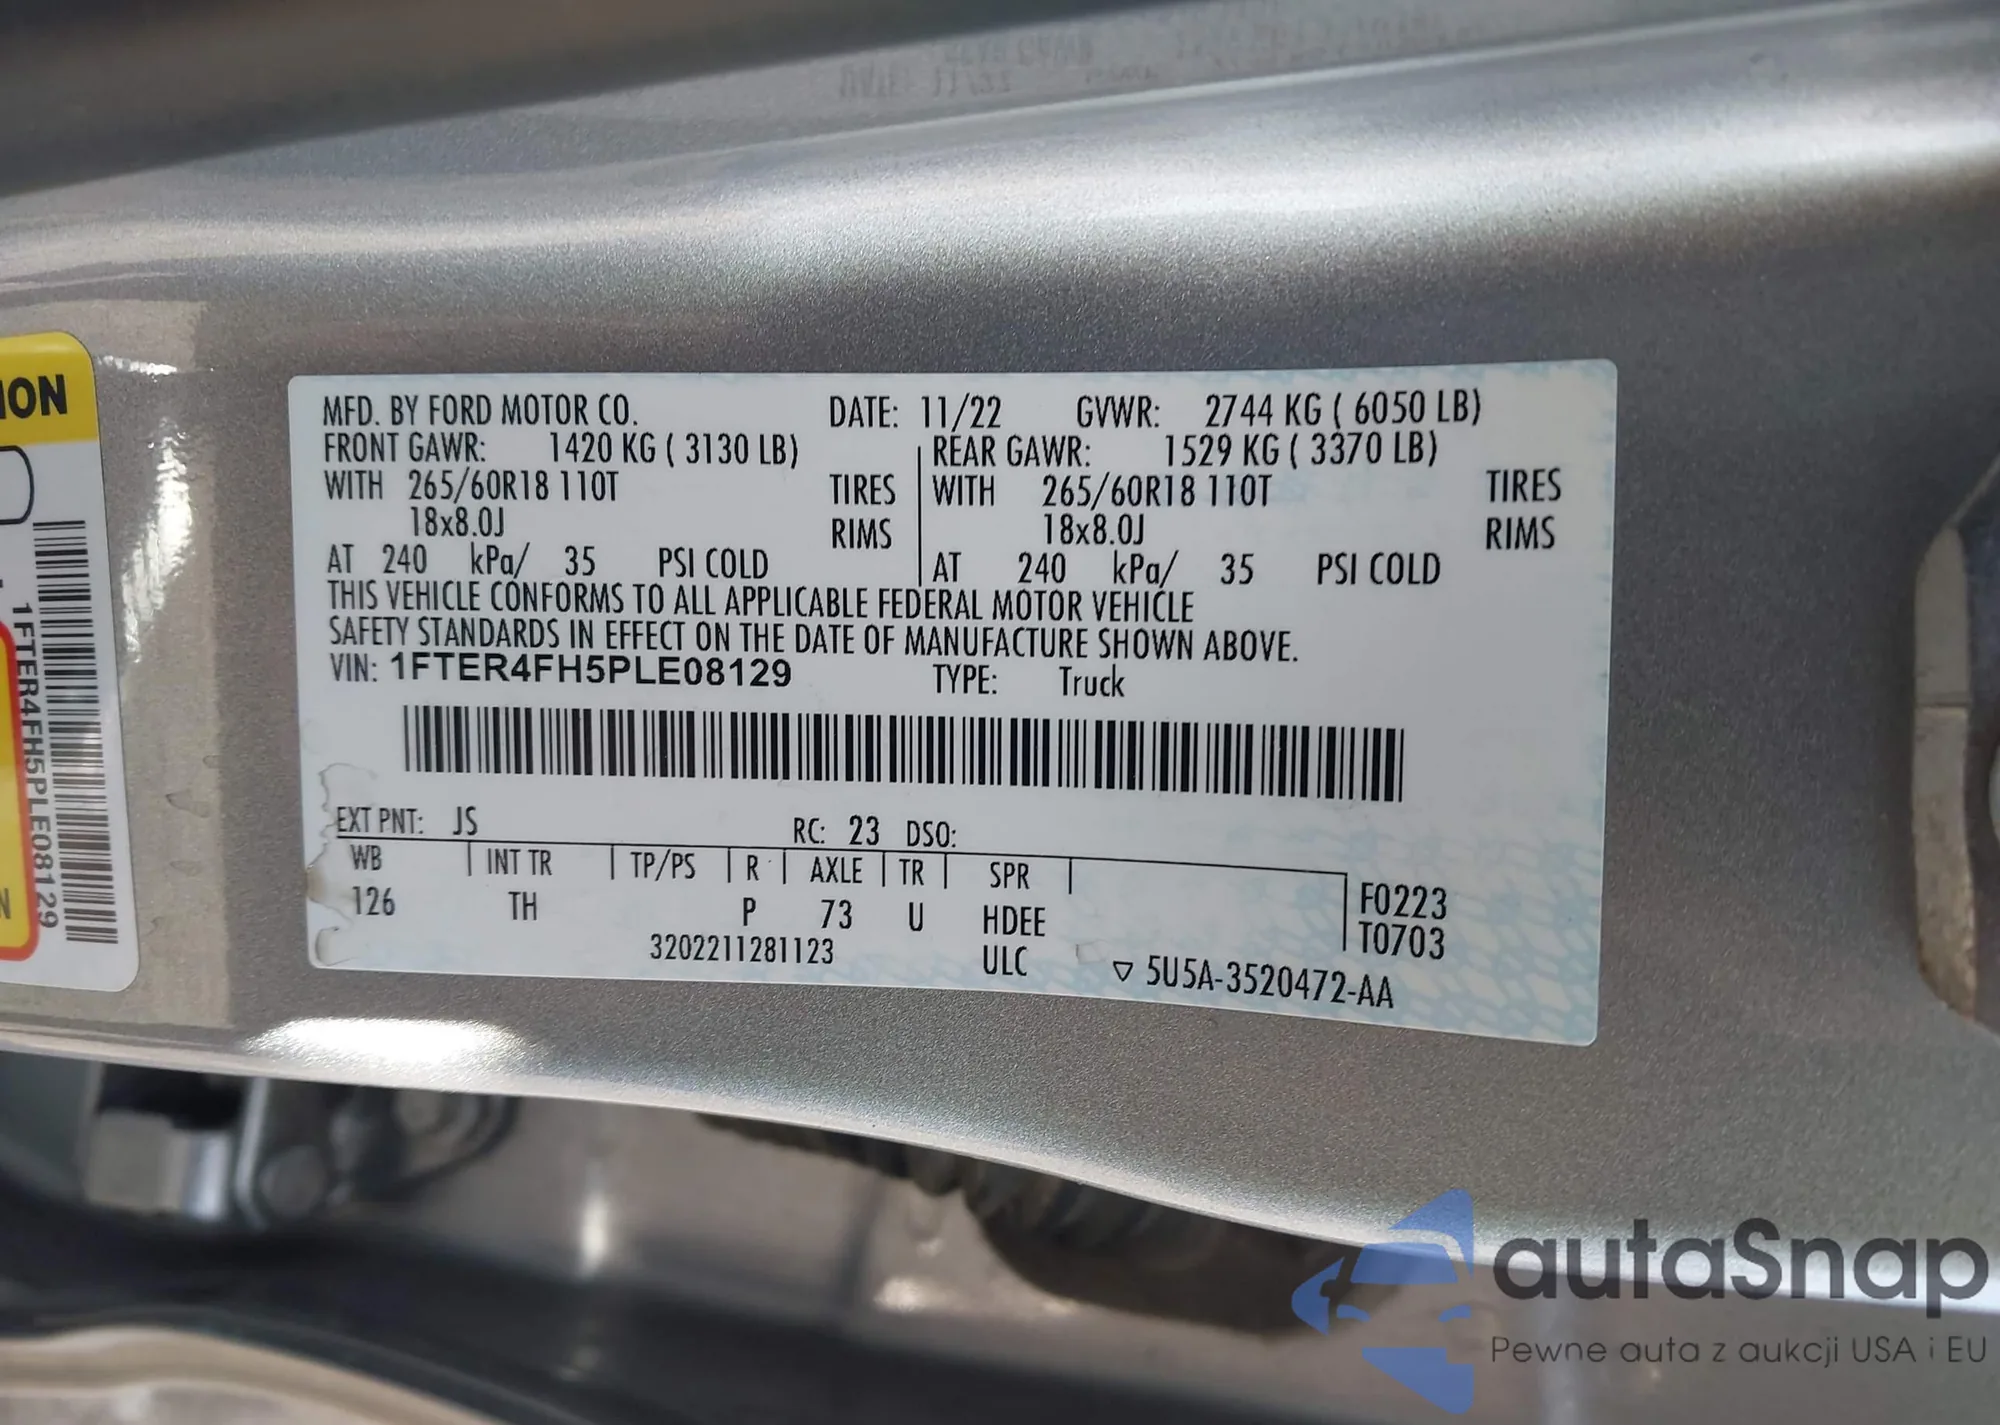 ION
N
1FTER4FH5PLE08129
MFD. BY FORD MOTOR CO. DATE: 11/22 GVWR: 2744 KG ( 6050 LB)
FRONT GAWR: 1420 KG ( 3130 LB) REAR GAWR: 1529 KG ( 3370 LB)
WITH 265/60R18 110T TIRES WITH 265/60R18 110T TIRES
18x8.0J RIMS 18x8.0J RIMS
AT 240 kPa/ 35 PSI COLD AT 240 kPa/ 35 PSI COLD
THIS VEHICLE CONFORMS TO ALL APPLICABLE FEDERAL MOTOR VEHICLE
SAFETY STANDARDS IN EFFECT ON THE DATE OF MANUFACTURE SHOWN ABOVE.
VIN: 1FTER4FH5PLE08129 TYPE: Truck
EXT PNT: JS RC: 23 DSO:
WB INT TR TP/PS R AXLE TR SPR
126 TH P 73 U HDEE F0223
3202211281123 ULC T0703
▽ 5U5A-3520472-AA
autaSnap
Pewne auta z aukcji USA i EU